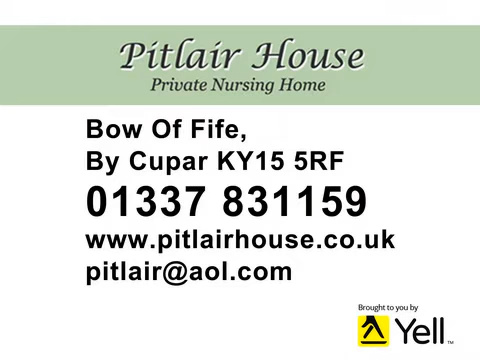 Pitlair House
Private Nursing Home
Bow Of Fife,
By Cupar KY15 5RF
01337 831159
www.pitlairhouse.co.uk
pitlair@aol.com
Brought to you by
Yell™